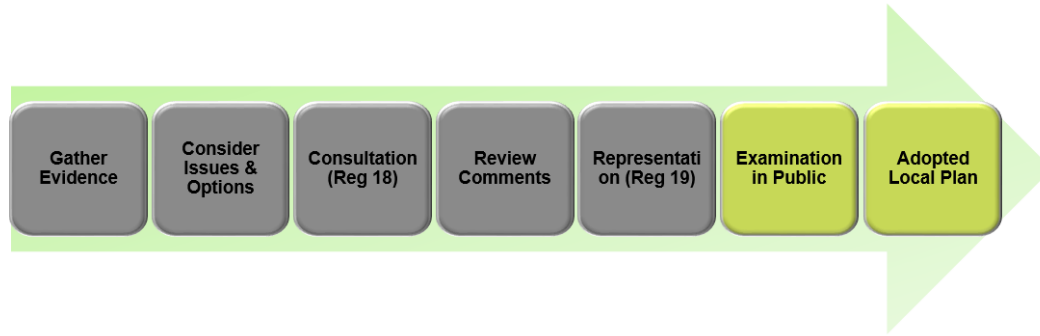 Gather
Evidence
Consider
Issues &
Options
Consultation
(Reg 18)
Review
Comments
Representati
on (Reg 19)
Examination
in Public
Adopted
Local Plan